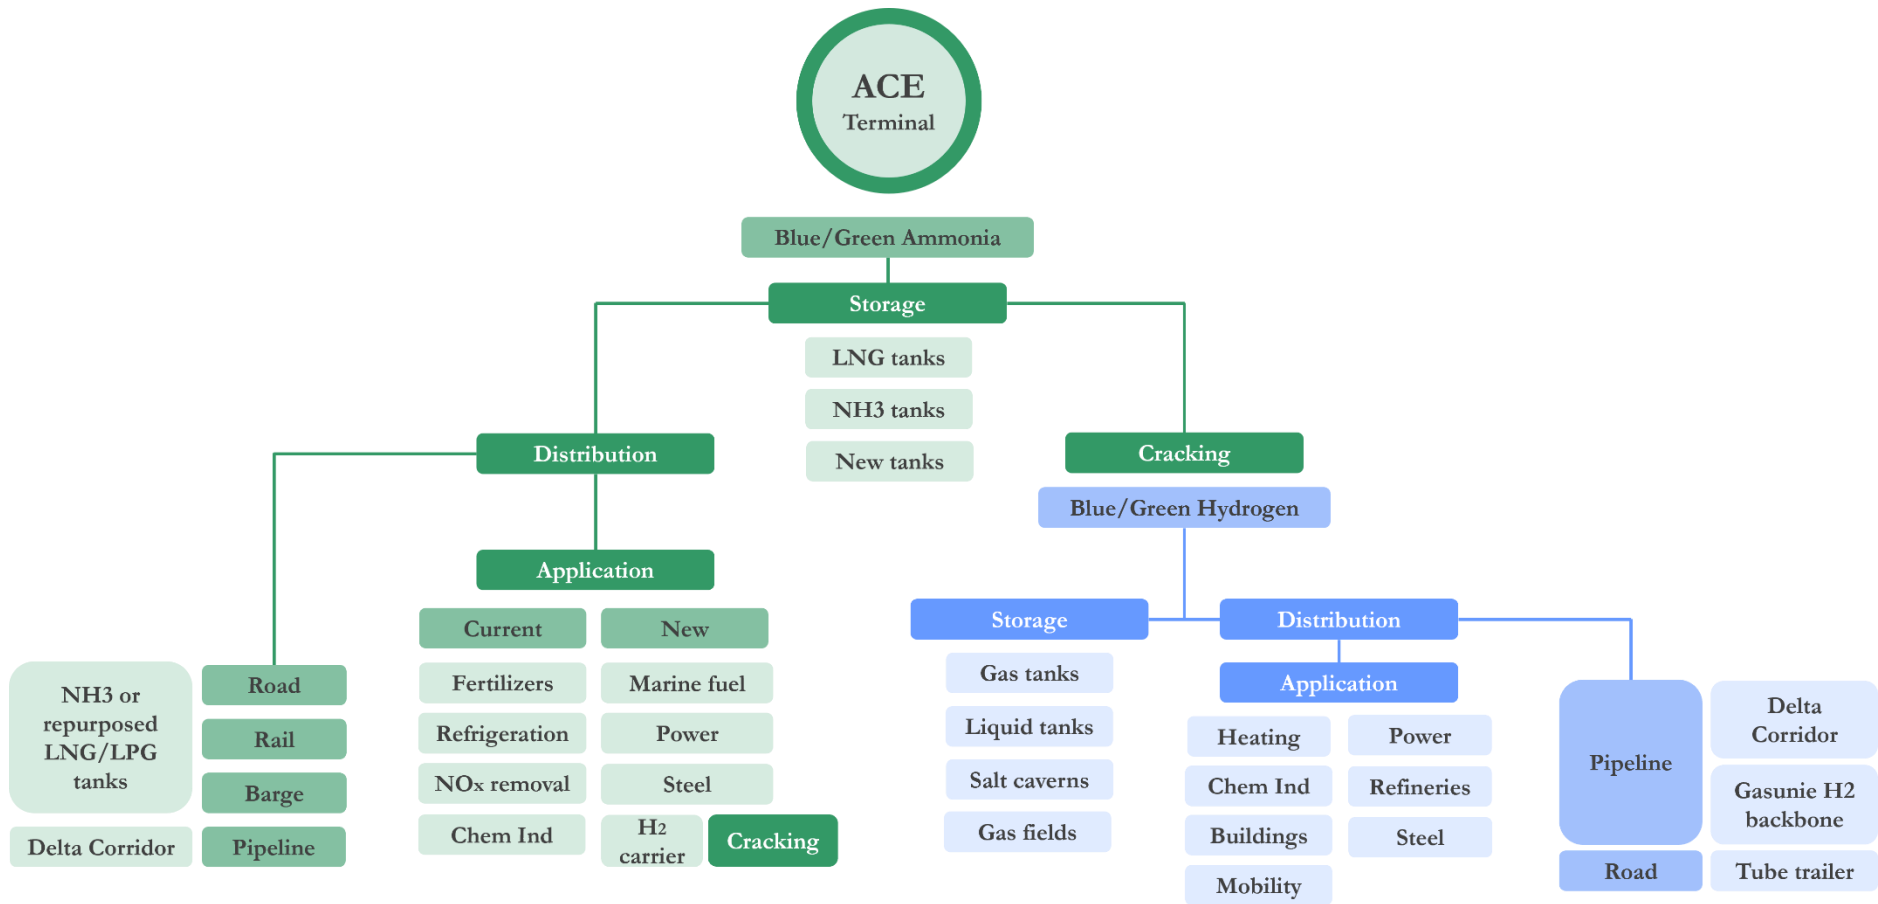 ACE
Terminal
Blue/Green Ammonia
Storage
LNG tanks
NH3 tanks
New tanks
Distribution
Cracking
Blue/Green Hydrogen
Application
Current
New
Fertilizers
Marine fuel
Refrigeration
Power
NOx removal
Steel
Chem Ind
H2
carrier
Cracking
NH3 or
repurposed
LNG/LPG
tanks
Road
Rail
Barge
Delta Corridor
Pipeline
Storage
Gas tanks
Liquid tanks
Salt caverns
Gas fields
Distribution
Application
Heating
Power
Chem Ind
Refineries
Buildings
Steel
Mobility
Pipeline
Delta
Corridor
Gasunie H2
backbone
Road
Tube trailer